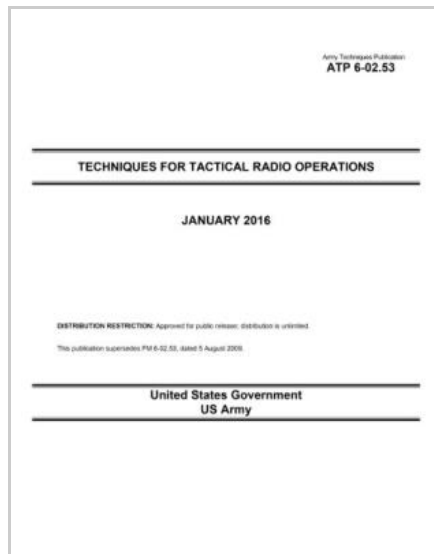 Army Techniques Publication
ATP 6-02.53
TECHNIQUES FOR TACTICAL RADIO OPERATIONS
JANUARY 2016
DISTRIBUTION RESTRICTION: Approved for public release; distribution is unlimited.
This publication supersedes FM 6-02.53, dated 5 August 2009.
United States Government
US Army